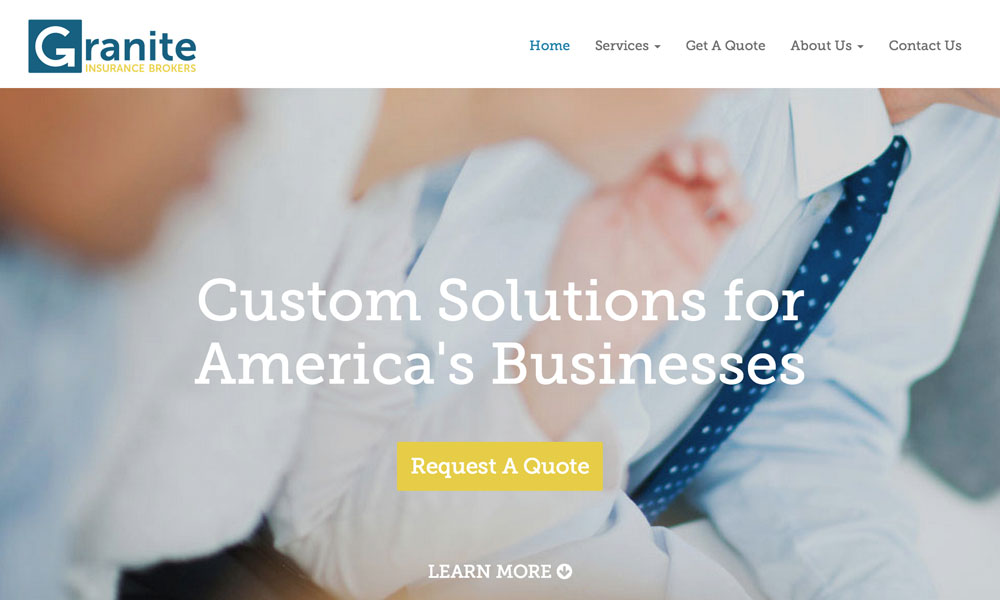 Granite
INSURANCE BROKERS
Home Services Get A Quote About Us Contact Us
Custom Solutions for
America's Businesses
Request A Quote
LEARN MORE